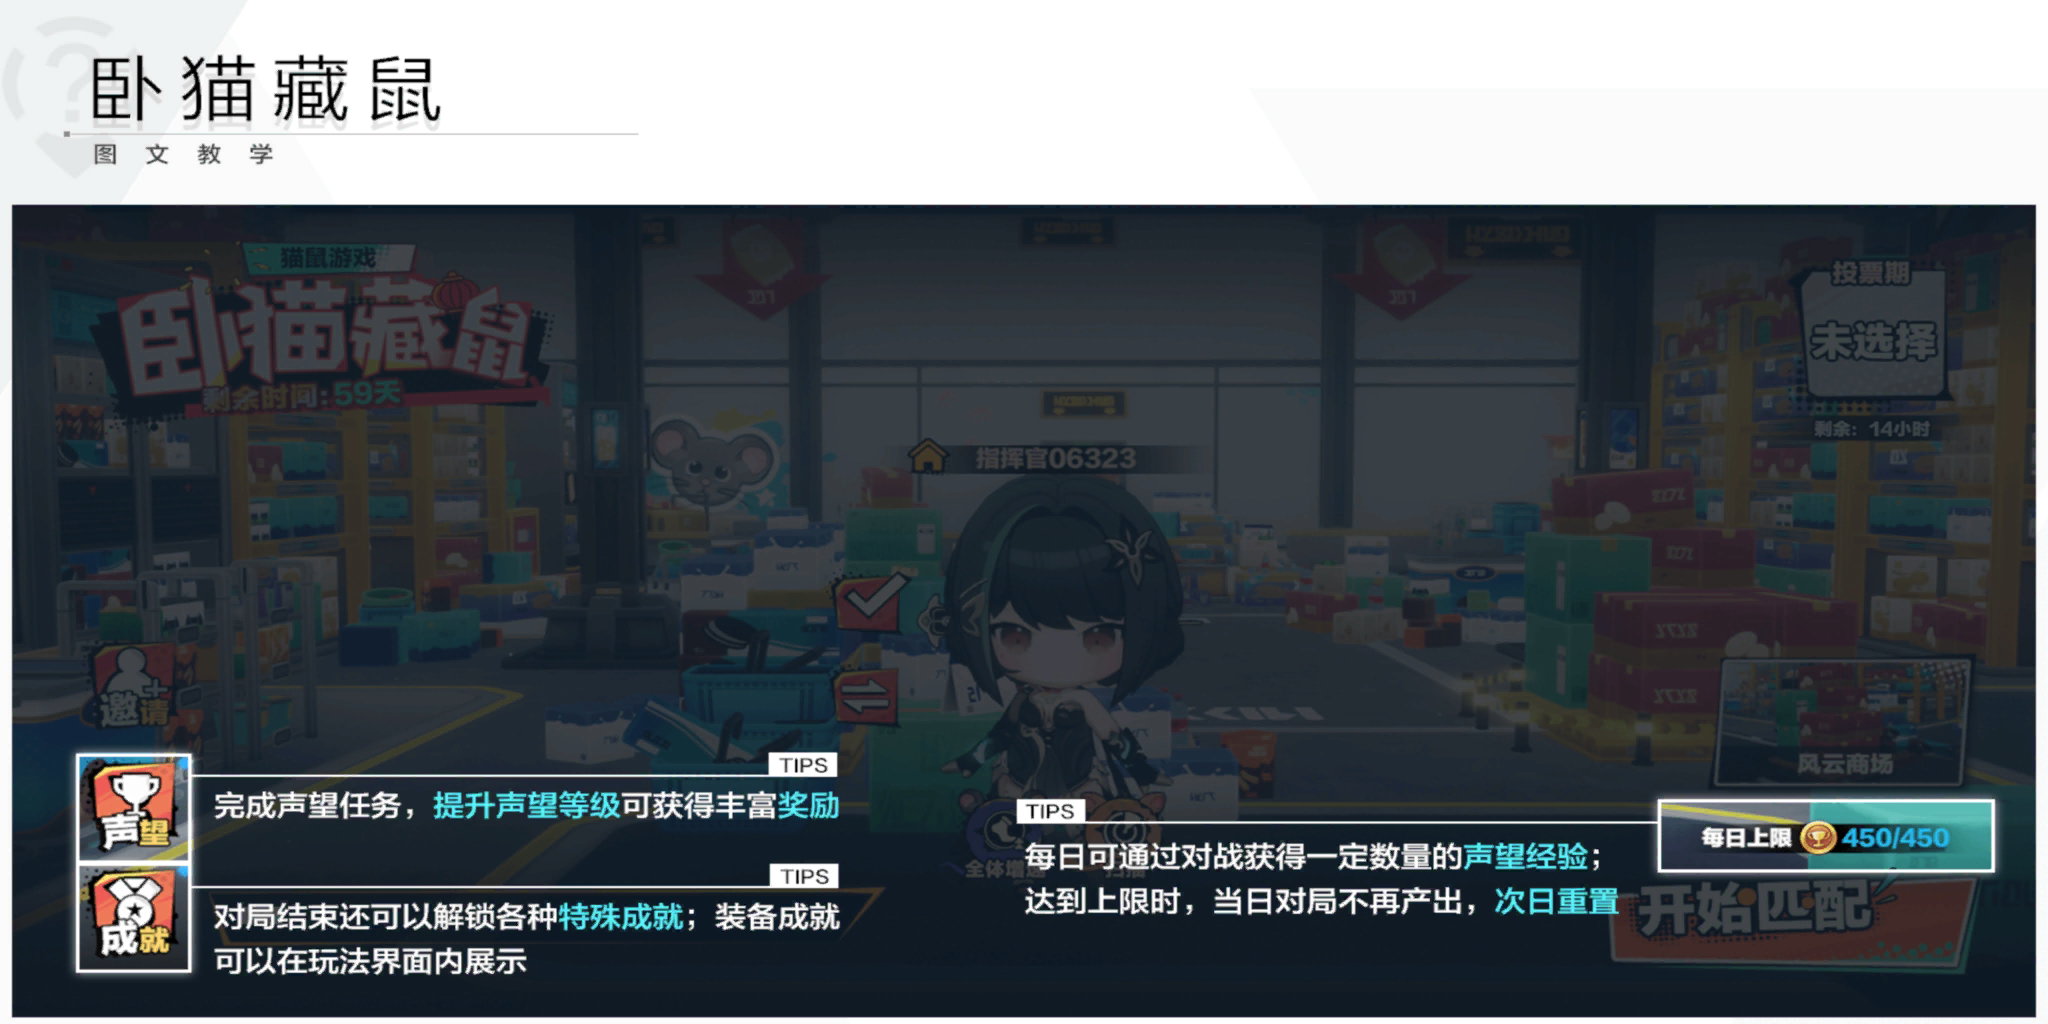 卧猫藏鼠
图文教学
猫鼠游戏
卧猫藏鼠
剩余时间:59天
投票期
未选择
剩余: 14小时
指挥官06323
邀请
风云商场
TIPS
声望
完成声望任务，提升声望等级可获得丰富奖励
TIPS
成就
对局结束还可以解锁各种特殊成就；装备成就
可以在玩法界面内展示
TIPS
每日可通过对战获得一定数量的声望经验；
达到上限时，当日对局不再产出，次日重置
每日上限 450/450
开始匹配